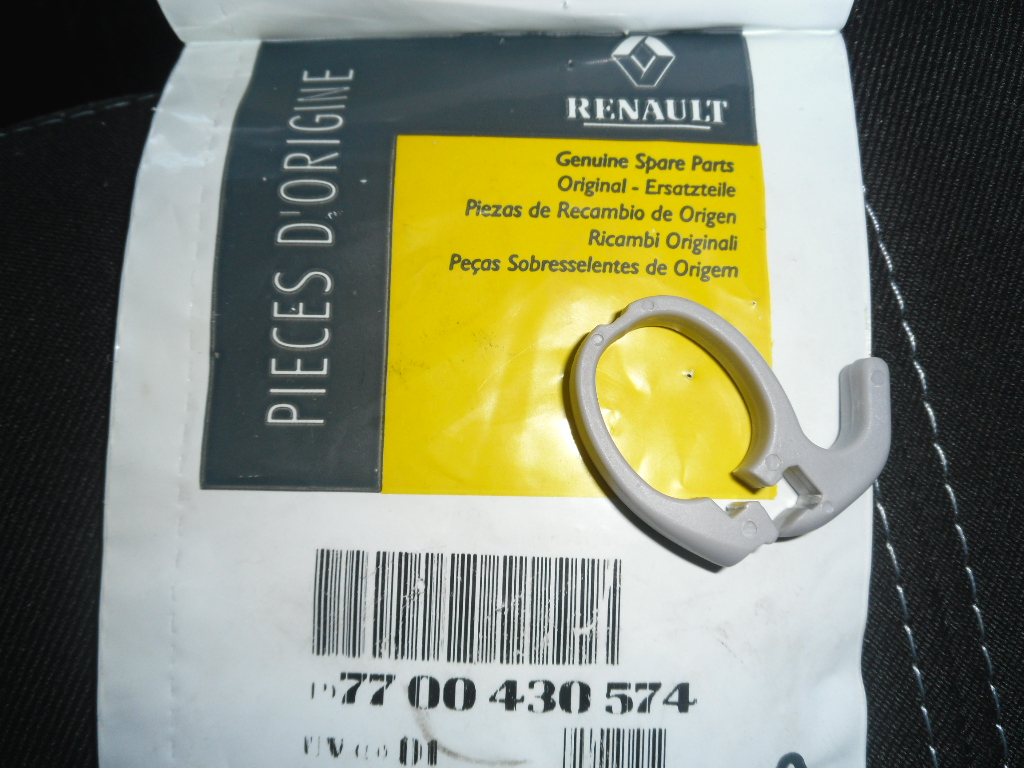 PIECES D'ORIGINE
RENAULT
Genuine Spare Parts
Original - Ersatzteile
Piezas de Recambio de Origen
Ricambi Originali
Peças Sobresselentes de Origem
77 00 430 574
01